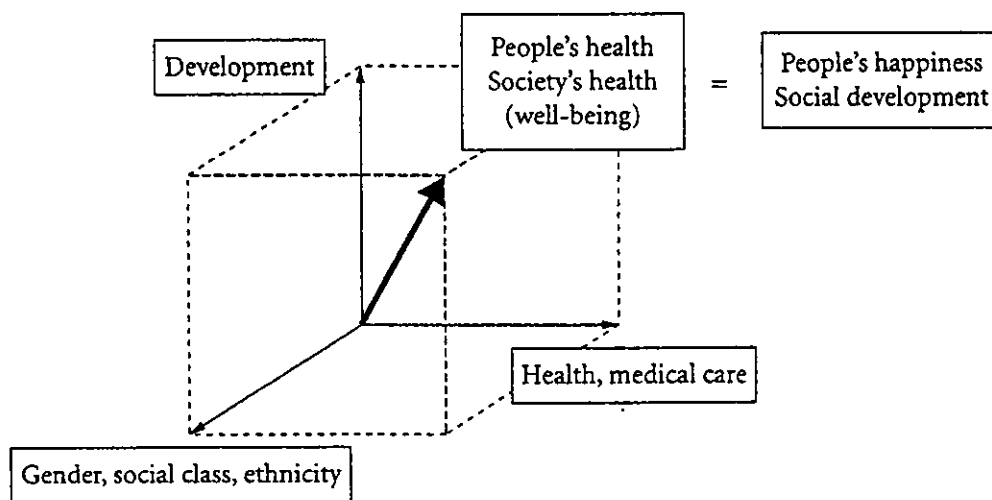 Development
People's health
Society's health
(well-being)
=
People's happiness
Social development
Health, medical care
Gender, social class, ethnicity